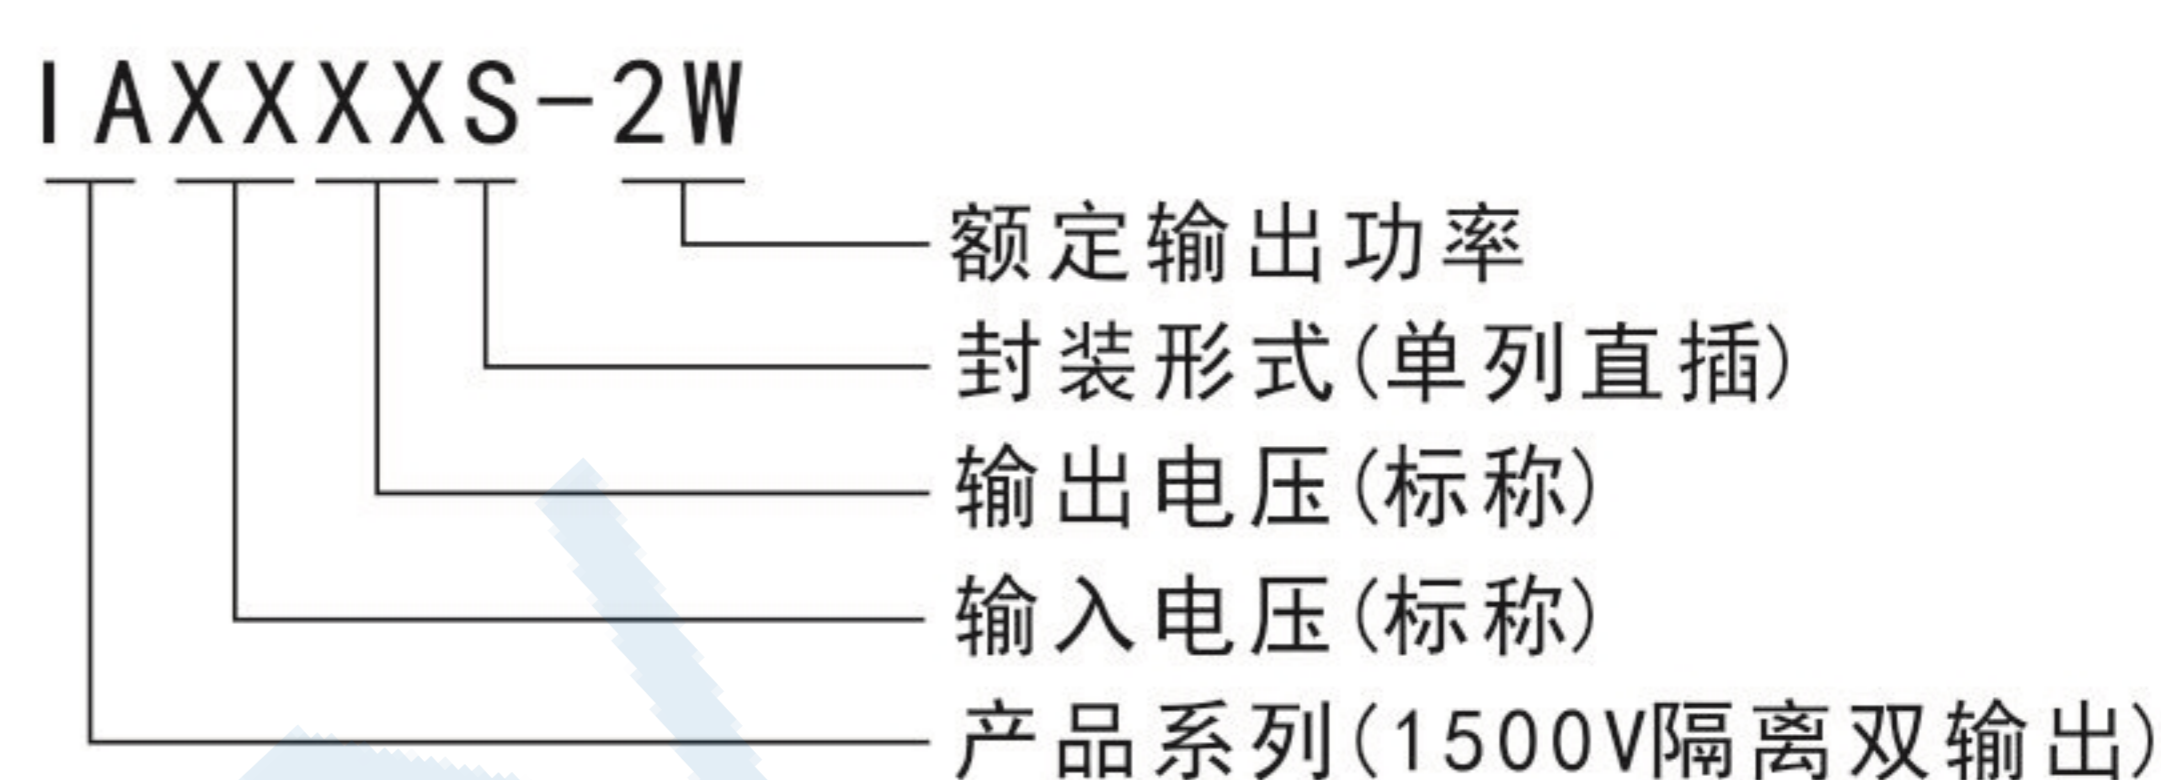 IAXXXXS-2W
额定输出功率
封装形式(单列直插)
输出电压(标称)
输入电压(标称)
产品系列(1500V隔离双输出)